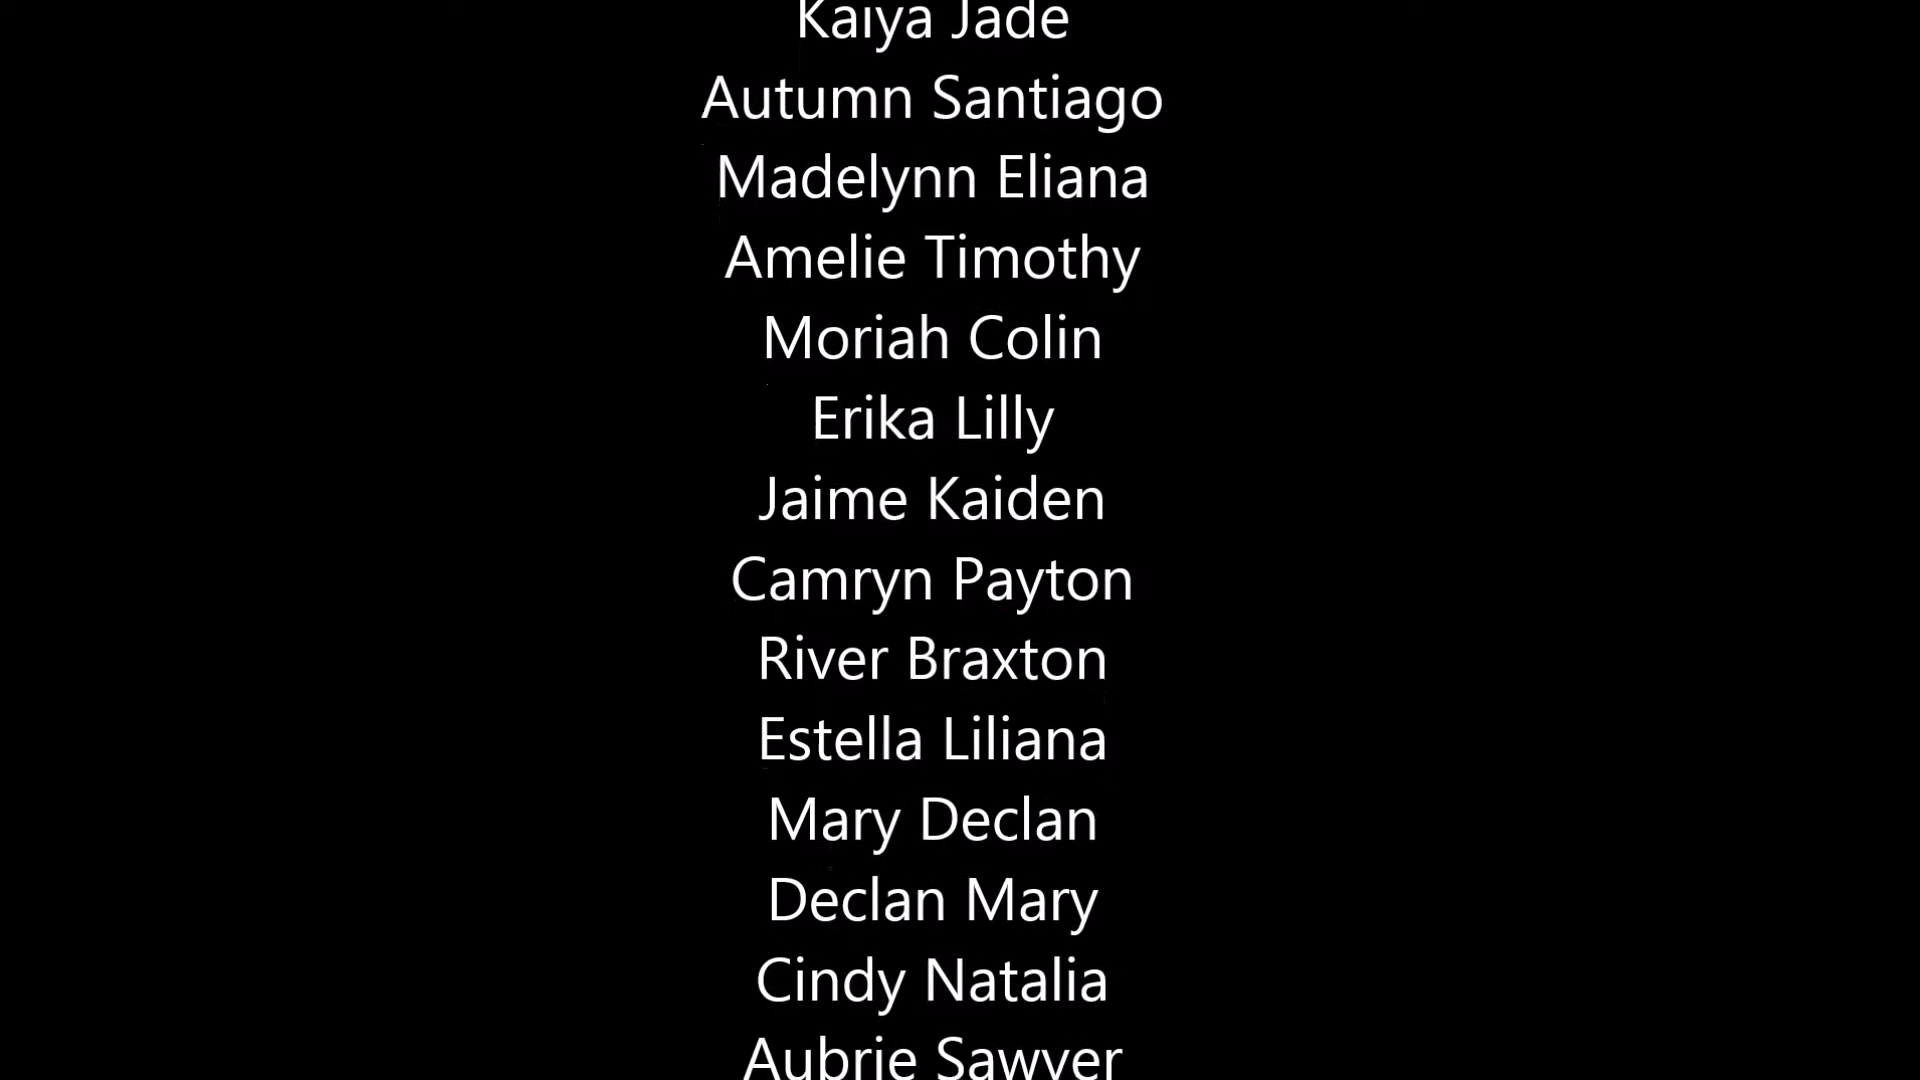 Kaiya Jade
Autumn Santiago
Madelynn Eliana
Amelie Timothy
Moriah Colin
Erika Lilly
Jaime Kaiden
Camryn Payton
River Braxton
Estella Liliana
Mary Declan
Declan Mary
Cindy Natalia
Aubrie Sawyer